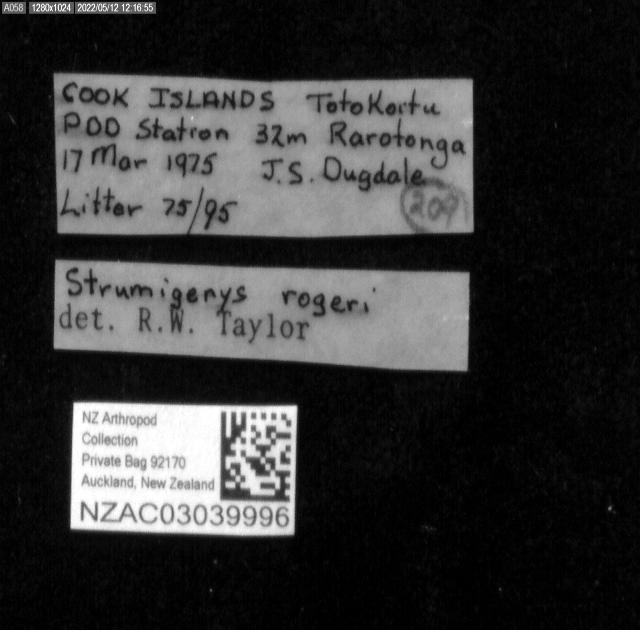 A058 1280x1024 2022/05/12 12:16:55
COOK ISLANDS TotoKoitu
POD Station 32m Rarotonga
17 Mar 1975 J.S. Dugdale
Litter 75/95 209
Strumigenys rogeri
det. R.W. Taylor
NZ Arthropod
Collection
Private Bag 92170
Auckland, New Zealand
NZAC03039996